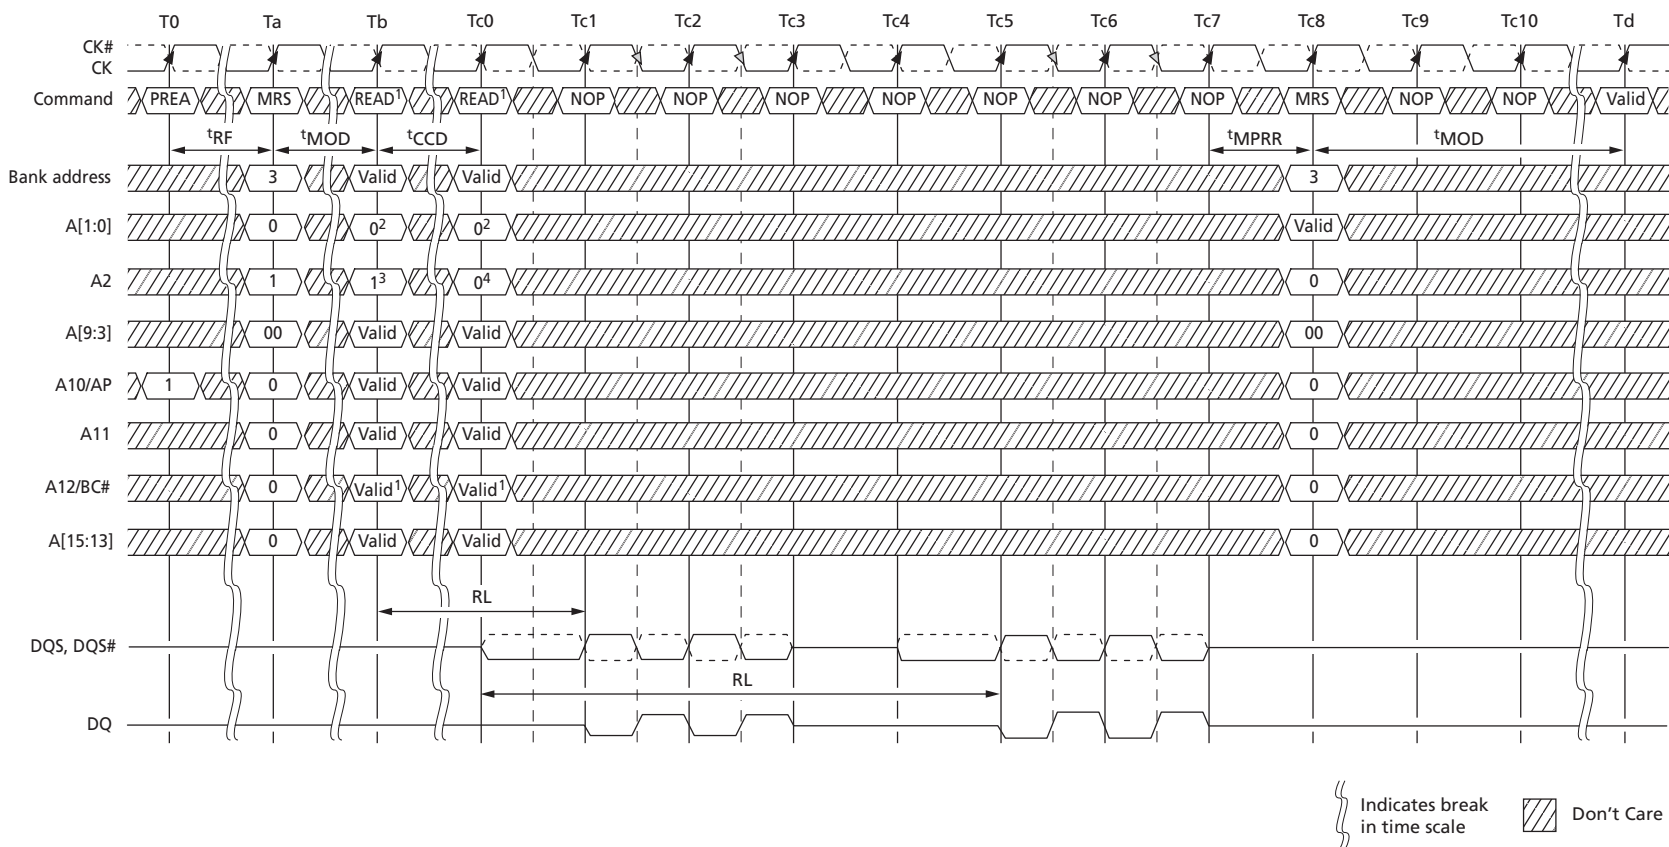 T0 Ta Tb Tc0 Tc1 Tc2 Tc3 Tc4 Tc5 Tc6 Tc7 Tc8 Tc9 Tc10 Td
CK#
CK
Command PREA MRS READ1 READ1 NOP NOP NOP NOP NOP NOP NOP MRS NOP NOP Valid
tRF tMOD tCCD tMPRR tMOD
Bank address 3 Valid Valid 3
A[1:0] 0 02 02 Valid
A2 1 13 04 0
A[9:3] 00 Valid Valid 00
A10/AP 1 0 Valid Valid 0
A11 0 Valid Valid 0
A12/BC# 0 Valid1 Valid1 0
A[15:13] 0 Valid Valid 0
RL
DQS, DQS#
RL
DQ
Indicates break
in time scale
Don't Care